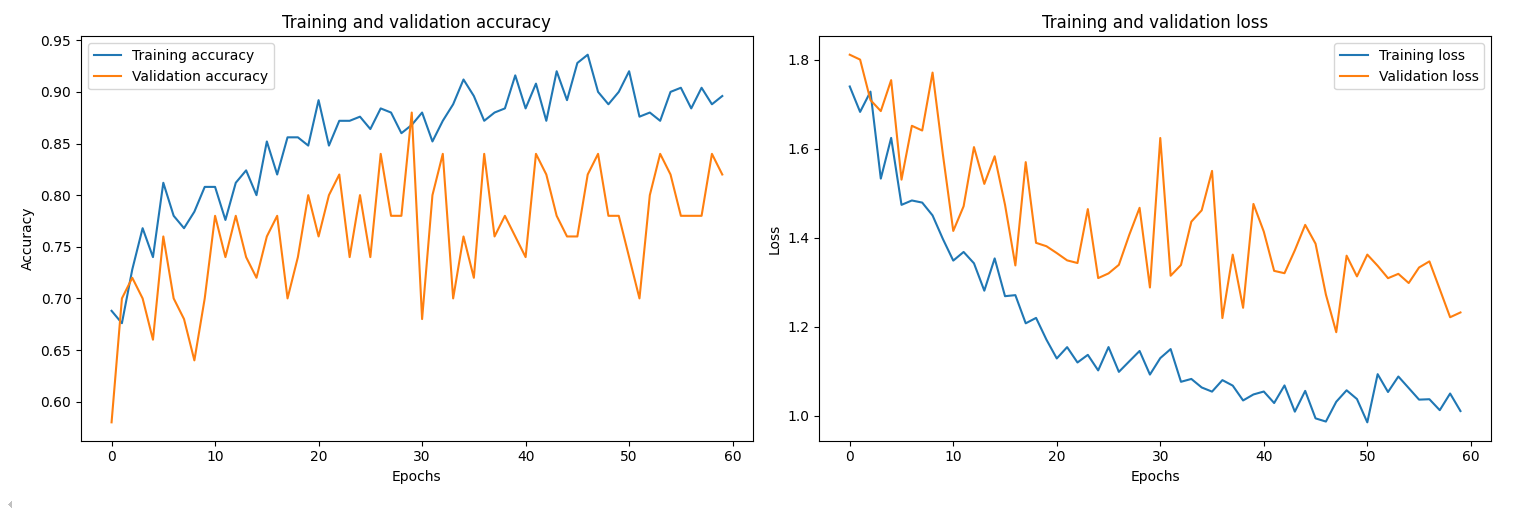 Training and validation accuracy
0.95
0.90
0.85
0.80
0.75
0.70
0.65
0.60
Accuracy
Training accuracy
Validation accuracy
0 10 20 30 40 50 60
Epochs
Training and validation loss
1.8
1.6
1.4
1.2
1.0
Loss
Training loss
Validation loss
0 10 20 30 40 50 60
Epochs